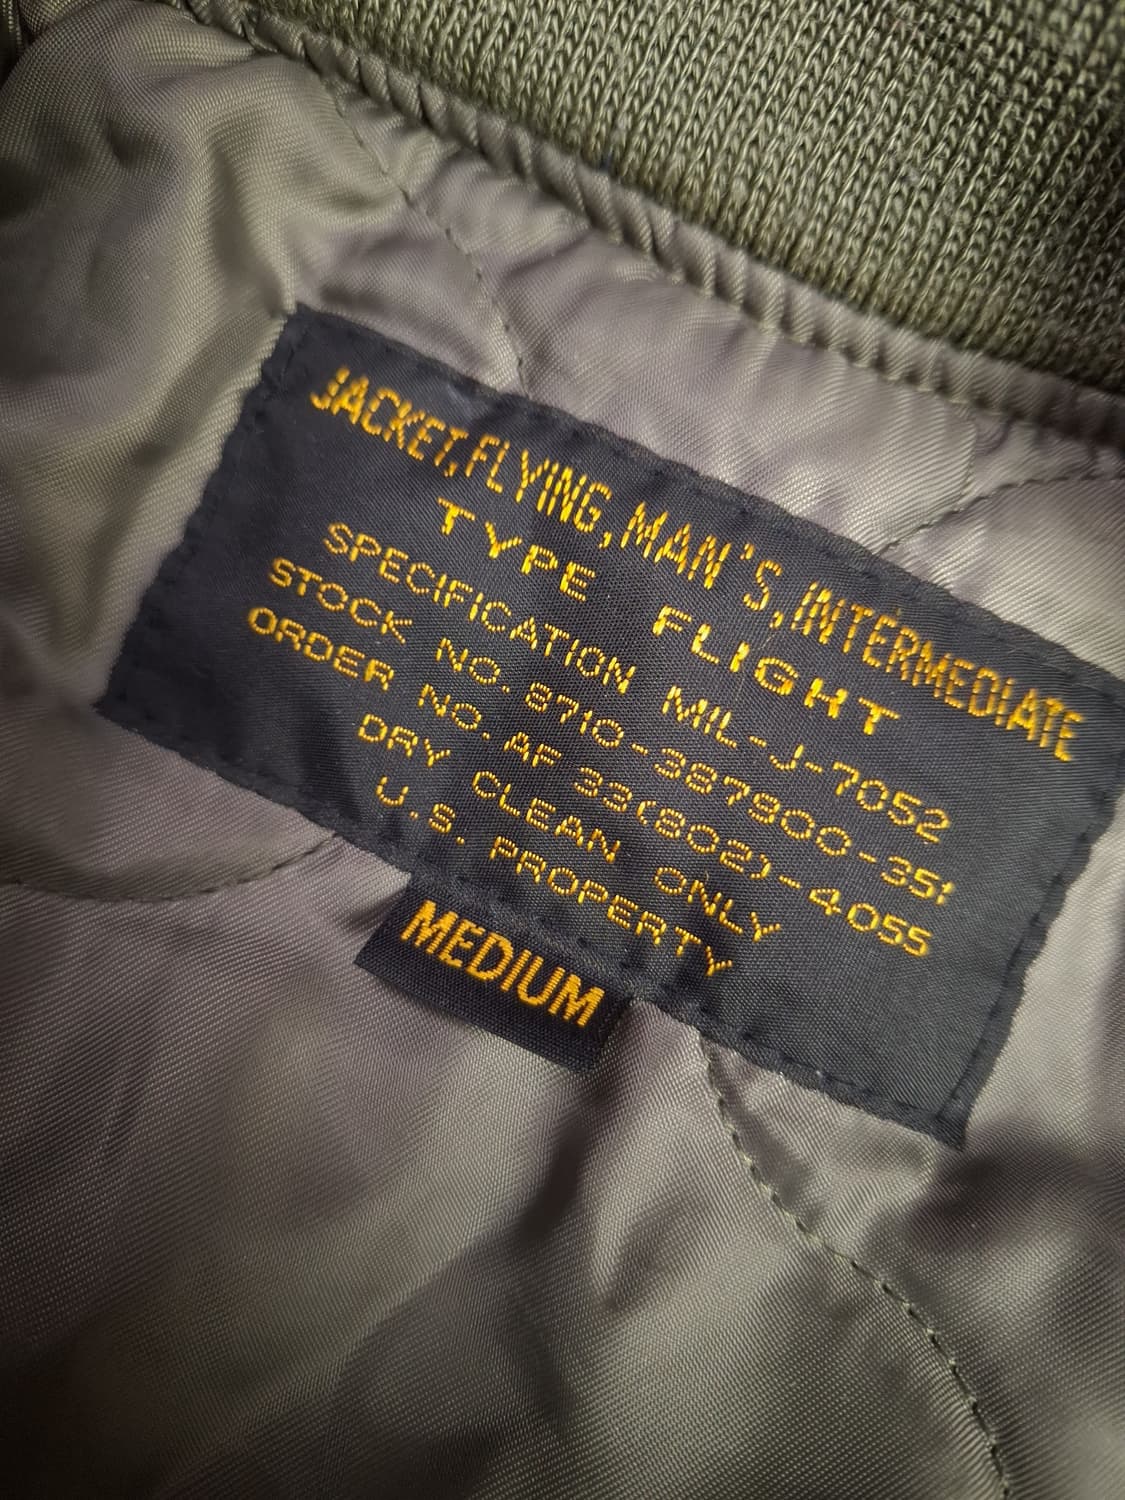 JACKET,FLYING,MAN'S,INTERMEDIATE
TYPE FLIGHT
SPECIFICATION MIL-J-7052
STOCK NO. 8710-387900-35!
ORDER NO. AF 33(802)-4055
DRY CLEAN ONLY
U.S. PROPERTY
MEDIUM